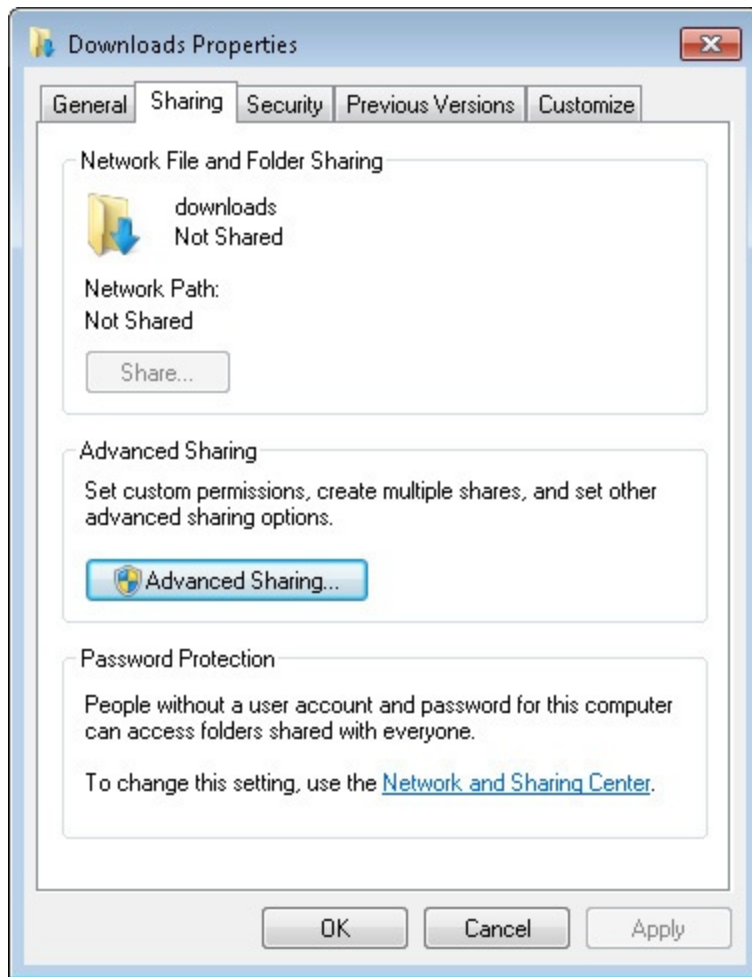 Downloads Properties
General Sharing Security Previous Versions Customize
Network File and Folder Sharing
downloads
Not Shared
Network Path:
Not Shared
Share...
Advanced Sharing
Set custom permissions, create multiple shares, and set other
advanced sharing options.
Advanced Sharing...
Password Protection
People without a user account and password for this computer
can access folders shared with everyone.
To change this setting, use the Network and Sharing Center.
OK Cancel Apply